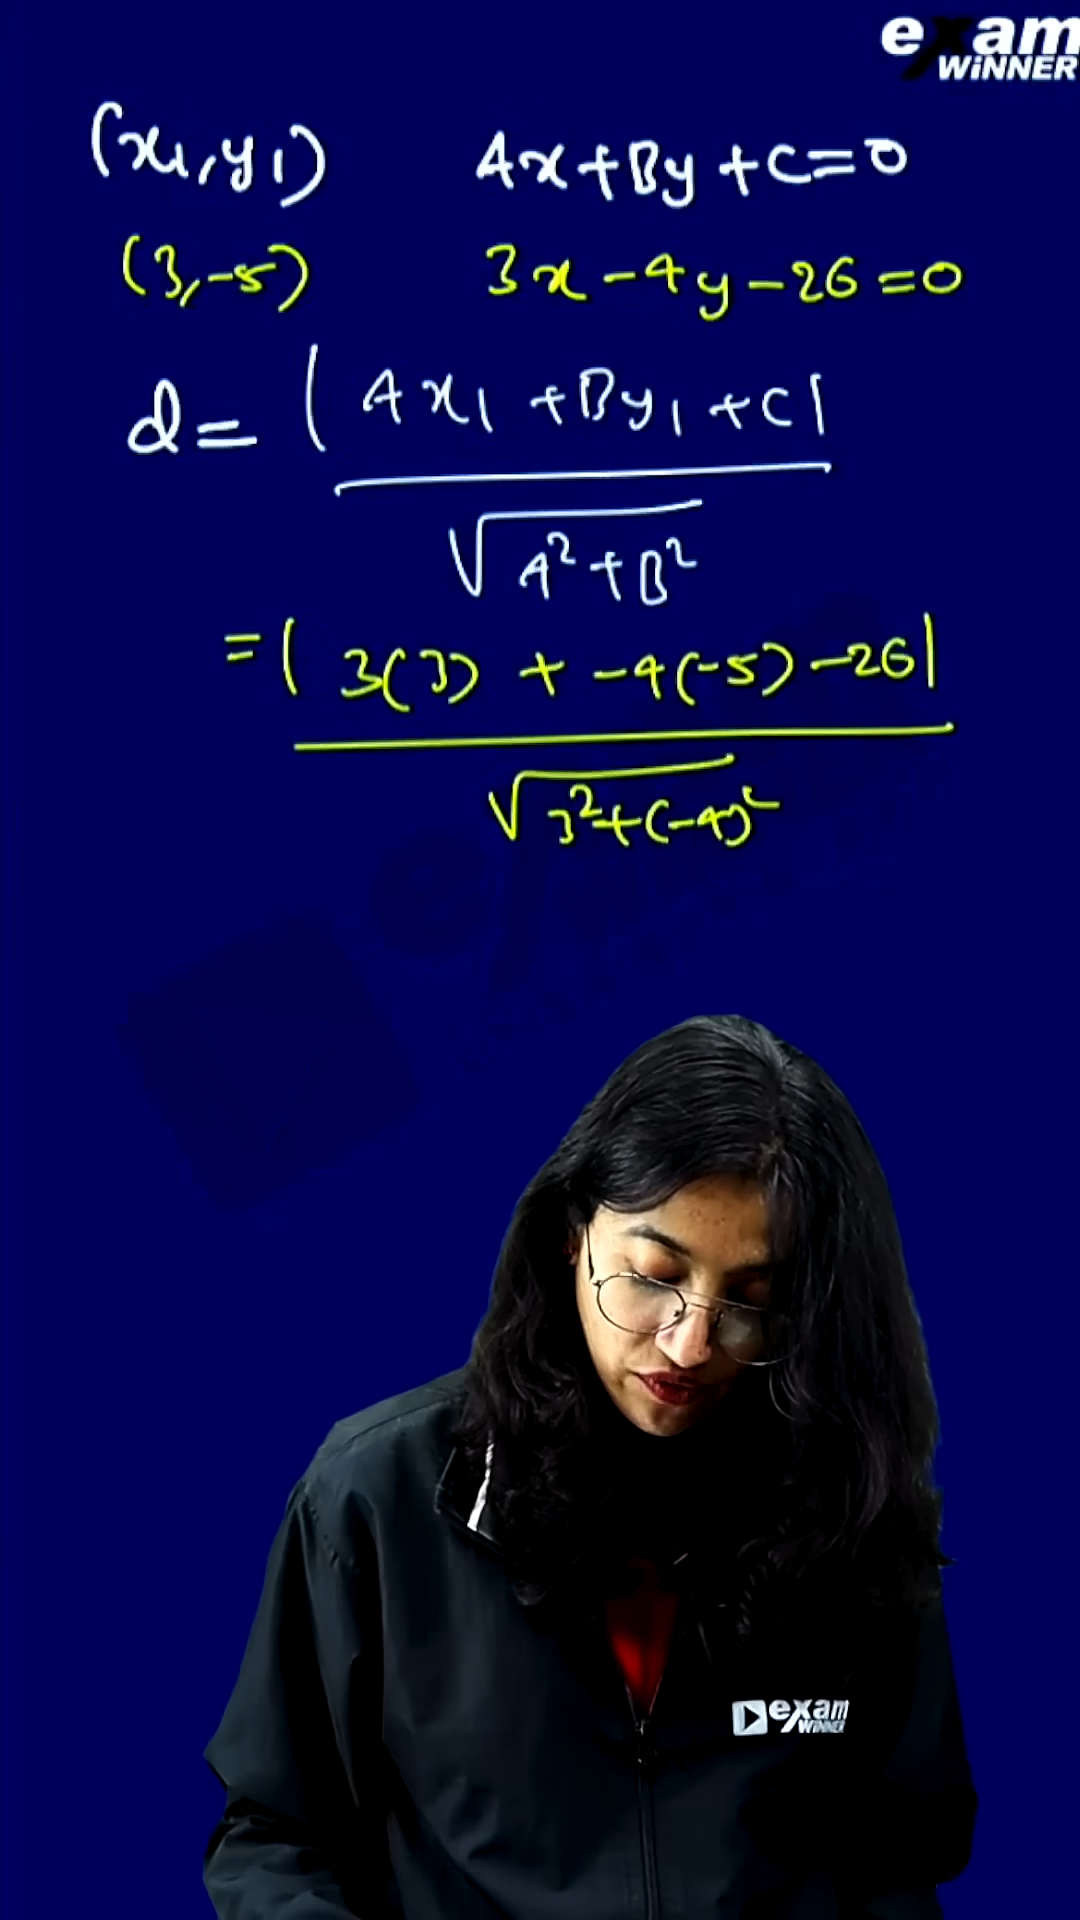 exam
WiNNER
(x₁,y₁) Ax+By+C=0
(3,-5) 3x-4y-26=0
d= |Ax₁+By₁+C|
√A²+B²
=| 3(3) + -4(-5)-26|
√3²+(-4)²
exam
WiNNER